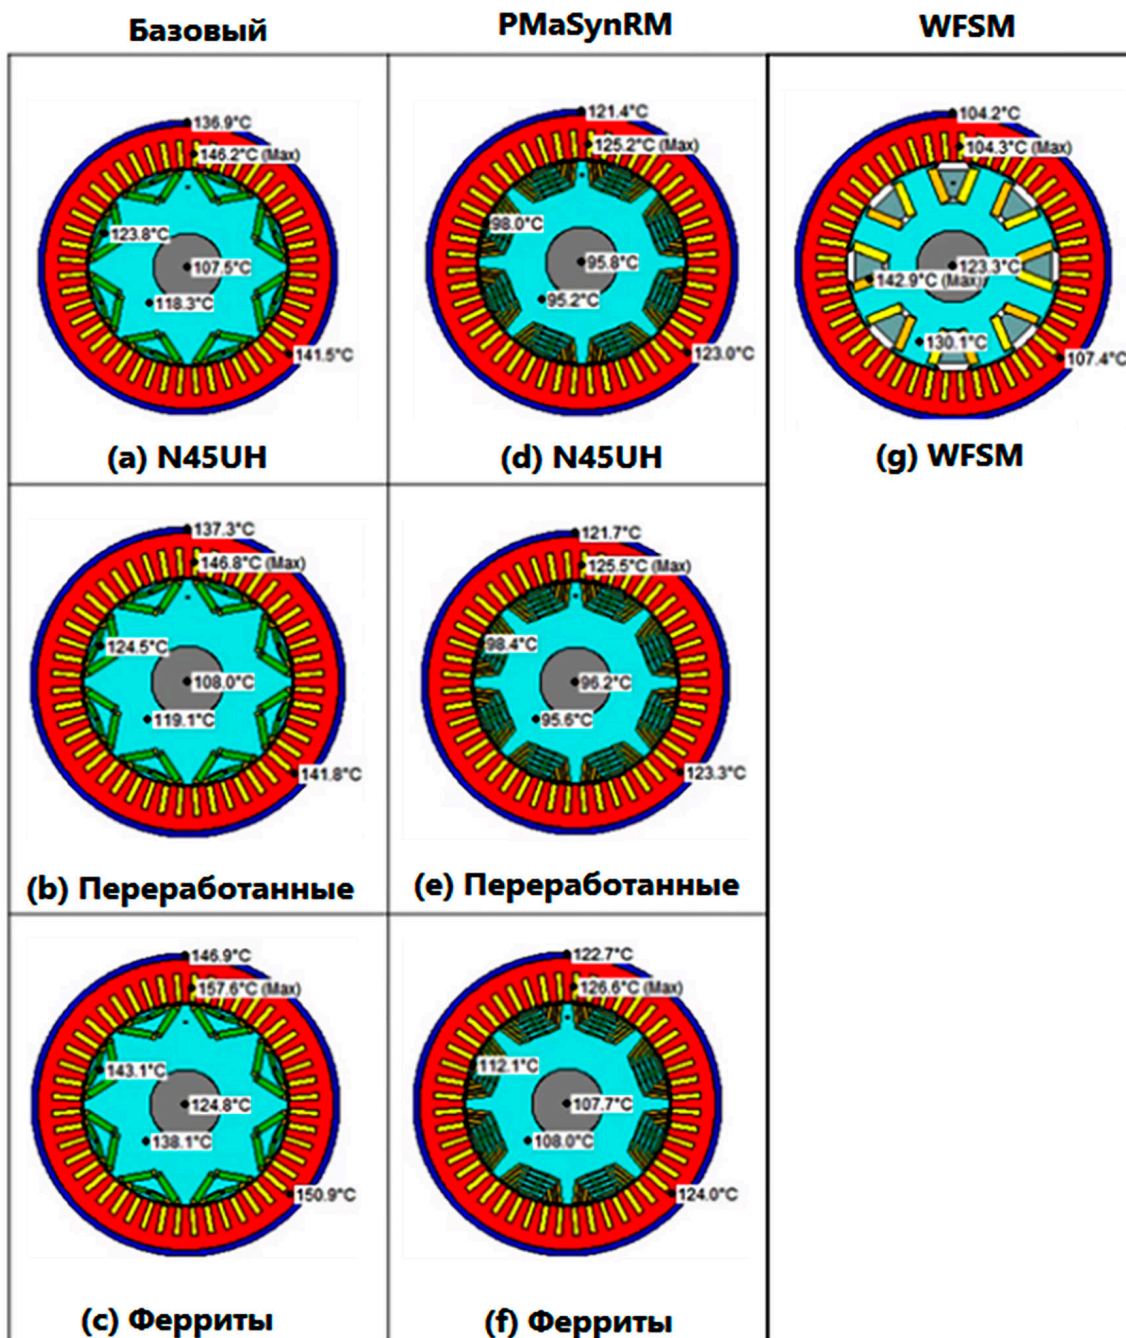 Базовый
PMaSynRM
WFSM
136.9°C
146.2°C (Max)
123.8°C
107.5°C
118.3°C
141.5°C
(a) N45UH
121.4°C
125.2°C (Max)
98.0°C
95.8°C
95.2°C
123.0°C
(d) N45UH
104.2°C
104.3°C (Max)
123.3°C
142.9°C (Max)
130.1°C
107.4°C
(g) WFSM
137.3°C
146.8°C (Max)
124.5°C
108.0°C
119.1°C
141.8°C
(b) Переработанные
121.7°C
125.5°C (Max)
98.4°C
96.2°C
95.6°C
123.3°C
(e) Переработанные
146.9°C
157.6°C (Max)
143.1°C
124.8°C
138.1°C
150.9°C
(c) Ферриты
122.7°C
126.6°C (Max)
112.1°C
107.7°C
108.0°C
124.0°C
(f) Ферриты